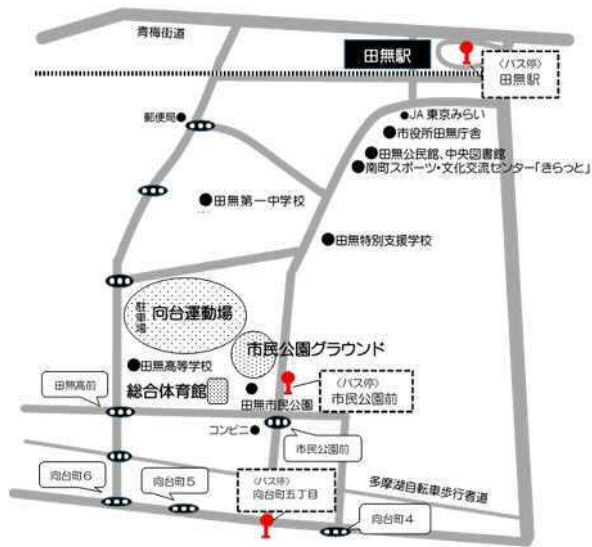 青梅街道
田無駅
〈バス停〉
田無駅
郵便局
JA 東京みらい
市役所田無庁舎
田無公民館、中央図書館
南町スポーツ・文化交流センター「きらっと」
田無第一中学校
田無特別支援学校
駐車場
向台運動場
市民公園グラウンド
田無高等学校
総合体育館
田無市民公園
〈バス停〉
市民公園前
田無高前
コンビニ
市民公園前
向台町6
向台町5
〈バス停〉
向台町五丁目
多摩湖自転車歩行者道
向台町4